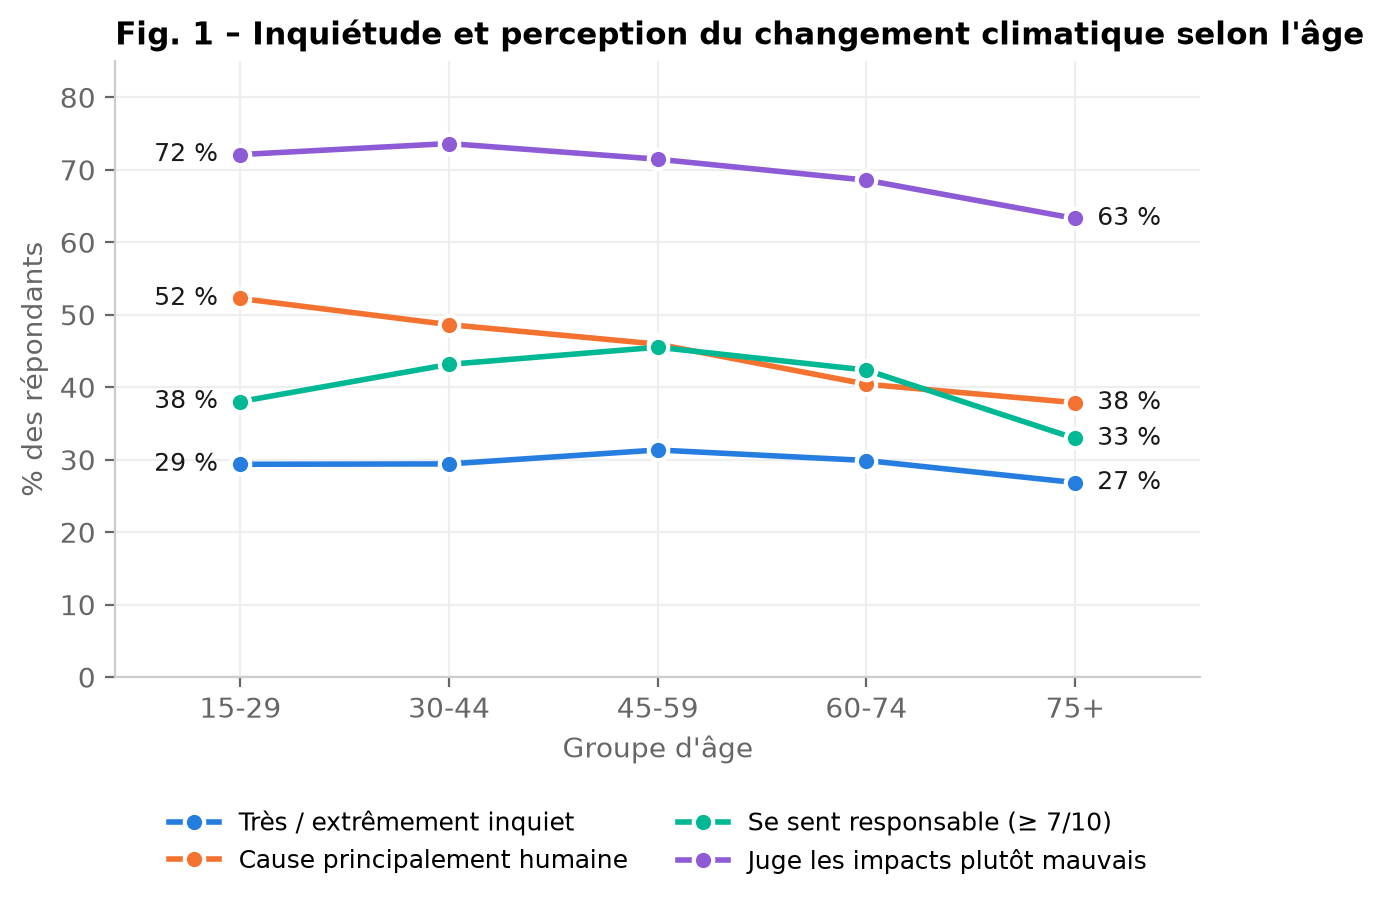 Fig. 1 – Inquiétude et perception du changement climatique selon l'âge
% des répondants
80
70
60
50
40
30
20
10
0
72 %
63 %
52 %
38 %
38 %
33 %
29 %
27 %
15-29 30-44 45-59 60-74 75+
Groupe d'âge
Très / extrêmement inquiet
Cause principalement humaine
Se sent responsable (≥ 7/10)
Juge les impacts plutôt mauvais